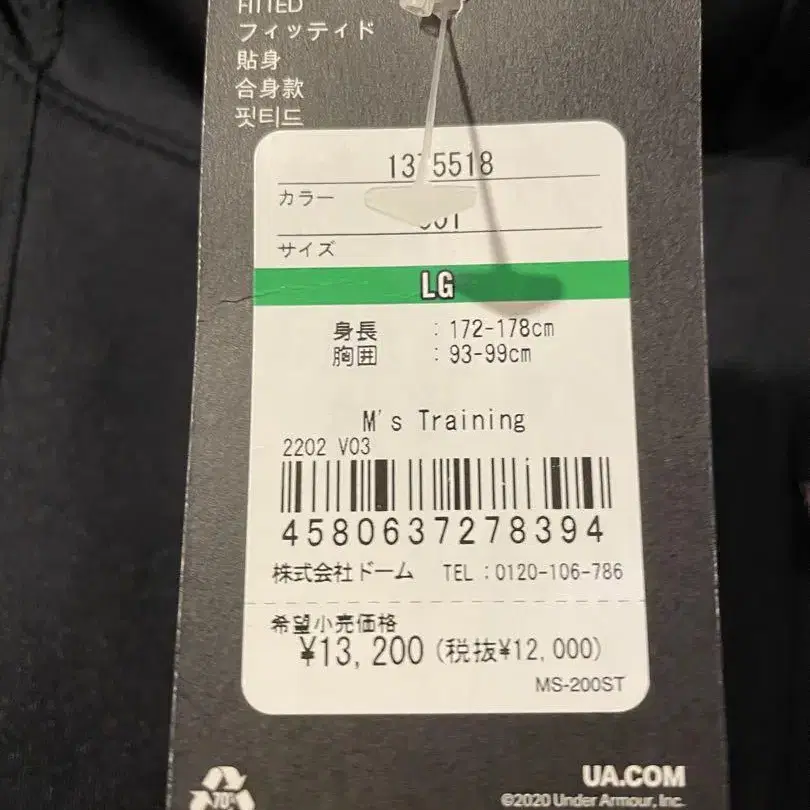 FITTED
フィッティド
貼身
合身款
핏티드
カラー
サイズ
LG
身長 : 172-178cm
胸囲 : 93-99cm
M's Training
2202 V03
4580637278394
株式会社ドーム TEL:0120-106-786
希望小売価格
¥13,200(税抜¥12,000)
MS-200ST
70%
UA.COM
©2020 Under Armour, Inc.